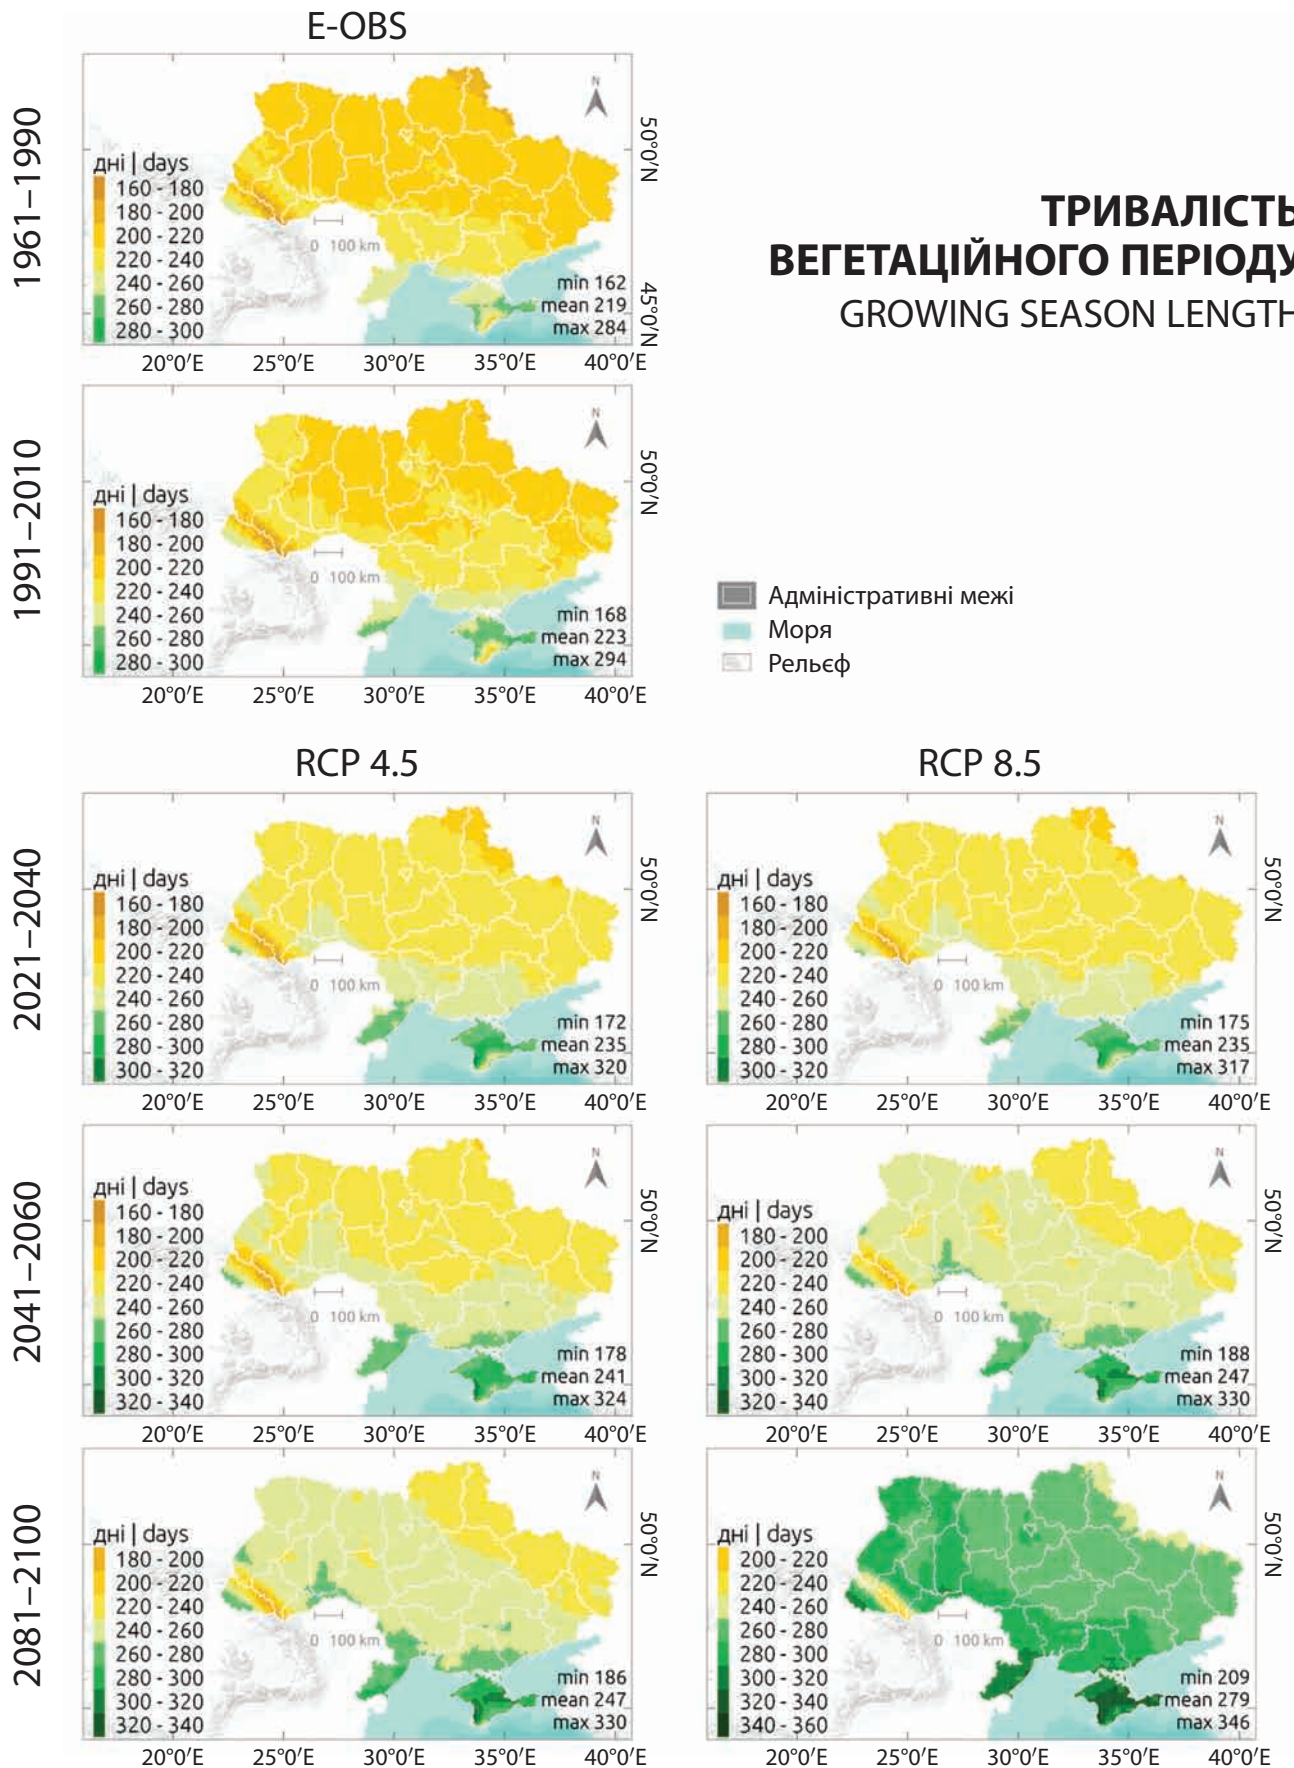 E-OBS
1961–1990
N
дні | days
160 - 180
180 - 200
200 - 220
220 - 240
240 - 260
260 - 280
280 - 300
0 100 km
min 162
mean 219
max 284
50°0'N
45°0'N
20°0'E 25°0'E 30°0'E 35°0'E 40°0'E
ТРИВАЛІСТЬ
ВЕГЕТАЦІЙНОГО ПЕРІОДУ
GROWING SEASON LENGTH
1991–2010
N
дні | days
160 - 180
180 - 200
200 - 220
220 - 240
240 - 260
260 - 280
280 - 300
0 100 km
min 168
mean 223
max 294
50°0'N
20°0'E 25°0'E 30°0'E 35°0'E 40°0'E
Адміністративні межі
Моря
Рельєф
RCP 4.5
RCP 8.5
2021–2040
N
дні | days
160 - 180
180 - 200
200 - 220
220 - 240
240 - 260
260 - 280
280 - 300
300 - 320
0 100 km
min 172
mean 235
max 320
50°0'N
20°0'E 25°0'E 30°0'E 35°0'E 40°0'E
N
дні | days
160 - 180
180 - 200
200 - 220
220 - 240
240 - 260
260 - 280
280 - 300
300 - 320
0 100 km
min 175
mean 235
max 317
50°0'N
20°0'E 25°0'E 30°0'E 35°0'E 40°0'E
2041–2060
N
дні | days
160 - 180
180 - 200
200 - 220
220 - 240
240 - 260
260 - 280
280 - 300
300 - 320
320 - 340
0 100 km
min 178
mean 241
max 324
50°0'N
20°0'E 25°0'E 30°0'E 35°0'E 40°0'E
N
дні | days
180 - 200
200 - 220
220 - 240
240 - 260
260 - 280
280 - 300
300 - 320
320 - 340
0 100 km
min 188
mean 247
max 330
50°0'N
20°0'E 25°0'E 30°0'E 35°0'E 40°0'E
2081–2100
N
дні | days
180 - 200
200 - 220
220 - 240
240 - 260
260 - 280
280 - 300
300 - 320
320 - 340
0 100 km
min 186
mean 247
max 330
50°0'N
20°0'E 25°0'E 30°0'E 35°0'E 40°0'E
N
дні | days
200 - 220
220 - 240
240 - 260
260 - 280
280 - 300
300 - 320
320 - 340
340 - 360
0 100 km
min 209
mean 279
max 346
50°0'N
20°0'E 25°0'E 30°0'E 35°0'E 40°0'E